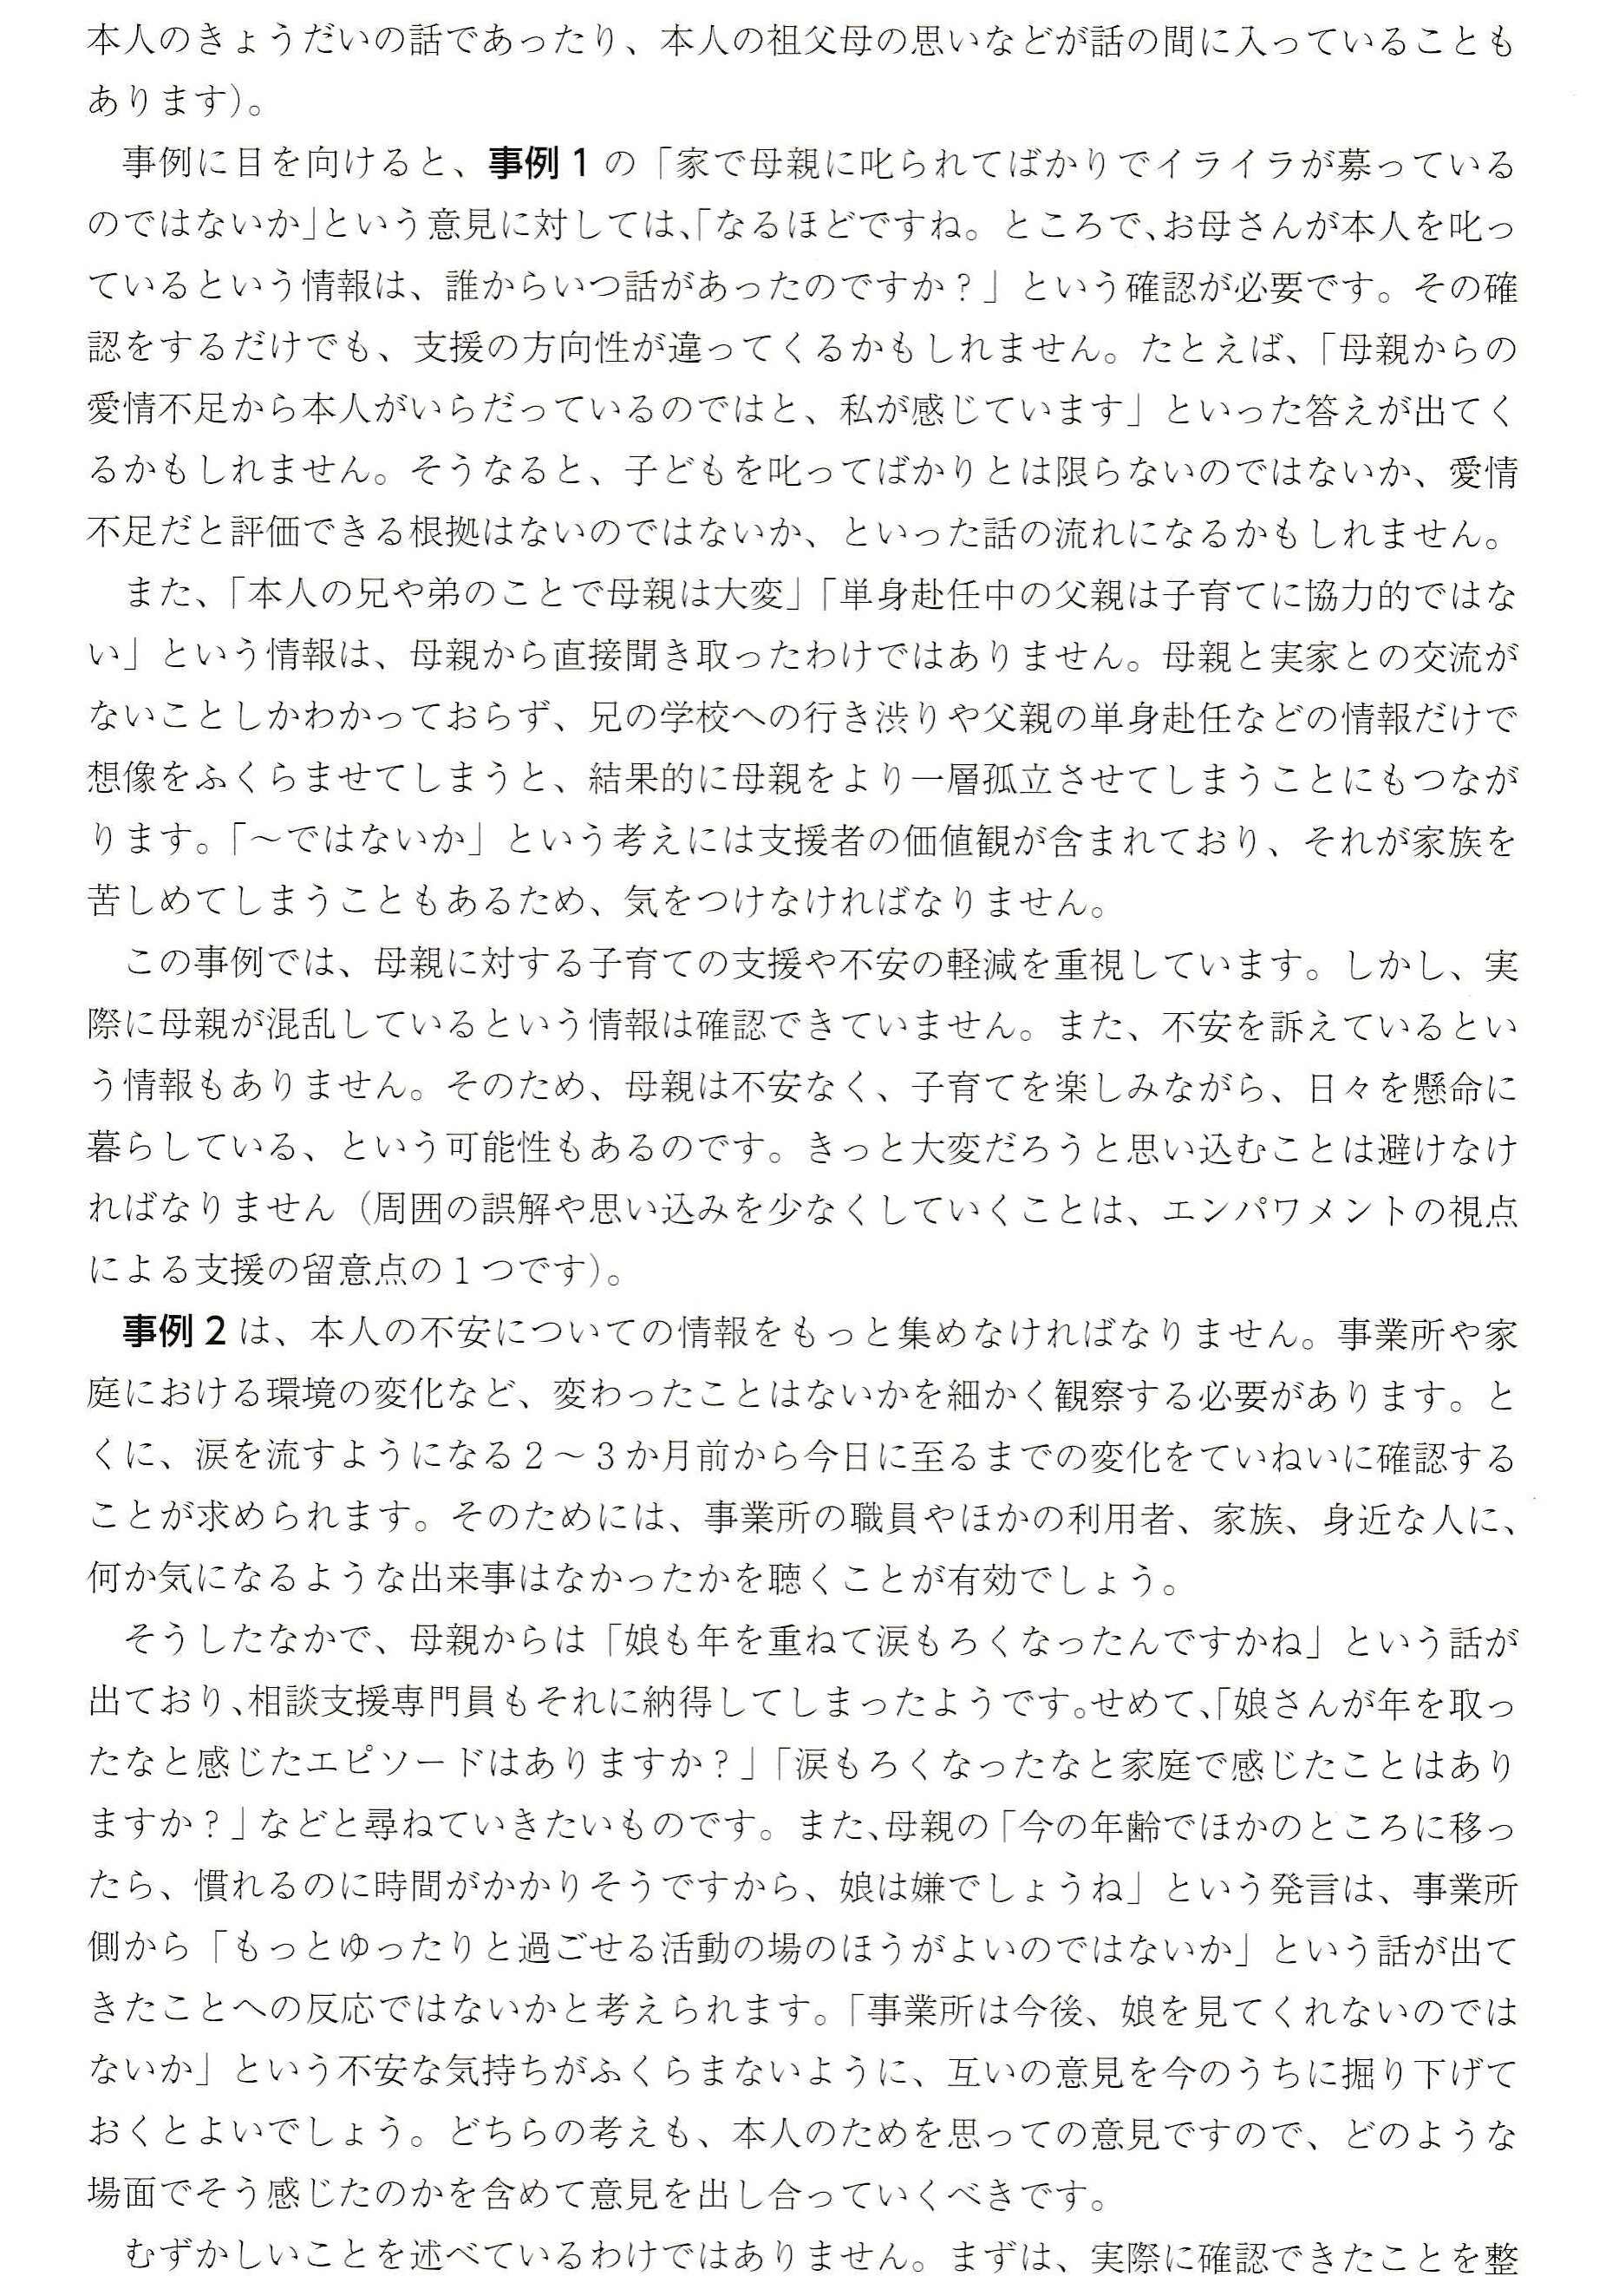 本人のきょうだいの話であったり、本人の祖父母の思いなどが話の間に入っていることも
あります）。
　事例に目を向けると、事例１の「家で母親に叱られてばかりでイライラが募っている
のではないか」という意見に対しては、「なるほどですね。ところで、お母さんが本人を叱っ
ているという情報は、誰からいつ話があったのですか？」という確認が必要です。その確
認をするだけでも、支援の方向性が違ってくるかもしれません。たとえば、「母親からの
愛情不足から本人がいらだっているのではと、私が感じています」といった答えが出てく
るかもしれません。そうなると、子どもを叱ってばかりとは限らないのではないか、愛情
不足だと評価できる根拠はないのではないか、といった話の流れになるかもしれません。
　また、「本人の兄や弟のことで母親は大変」「単身赴任中の父親は子育てに協力的ではな
い」という情報は、母親から直接聞き取ったわけではありません。母親と実家との交流が
ないことしかわかっておらず、兄の学校への行き渋りや父親の単身赴任などの情報だけで
想像をふくらませてしまうと、結果的に母親をより一層孤立させてしまうことにもつなが
ります。「～ではないか」という考えには支援者の価値観が含まれており、それが家族を
苦しめてしまうこともあるため、気をつけなければなりません。
　この事例では、母親に対する子育ての支援や不安の軽減を重視しています。しかし、実
際に母親が混乱しているという情報は確認できていません。また、不安を訴えているとい
う情報もありません。そのため、母親は不安なく、子育てを楽しみながら、日々を懸命に
暮らしている、という可能性もあるのです。きっと大変だろうと思い込むことは避けなけ
ればなりません（周囲の誤解や思い込みを少なくしていくことは、エンパワメントの視点
による支援の留意点の１つです）。
　事例２は、本人の不安についての情報をもっと集めなければなりません。事業所や家
庭における環境の変化など、変わったことはないかを細かく観察する必要があります。と
くに、涙を流すようになる２～３か月前から今日に至るまでの変化をていねいに確認する
ことが求められます。そのためには、事業所の職員やほかの利用者、家族、身近な人に、
何か気になるような出来事はなかったかを聴くことが有効でしょう。
　そうしたなかで、母親からは「娘も年を重ねて涙もろくなったんですかね」という話が
出ており、相談支援専門員もそれに納得してしまったようです。せめて、「娘さんが年を取っ
たなと感じたエピソードはありますか？」「涙もろくなったなと家庭で感じたことはあり
ますか？」などと尋ねていきたいものです。また、母親の「今の年齢でほかのところに移っ
たら、慣れるのに時間がかかりそうですから、娘は嫌でしょうね」という発言は、事業所
側から「もっとゆったりと過ごせる活動の場のほうがよいのではないか」という話が出て
きたことへの反応ではないかと考えられます。「事業所は今後、娘を見てくれないのでは
ないか」という不安な気持ちがふくらまないように、互いの意見を今のうちに掘り下げて
おくとよいでしょう。どちらの考えも、本人のためを思っての意見ですので、どのような
場面でそう感じたのかを含めて意見を出し合っていくべきです。
　むずかしいことを述べているわけではありません。まずは、実際に確認できたことを整